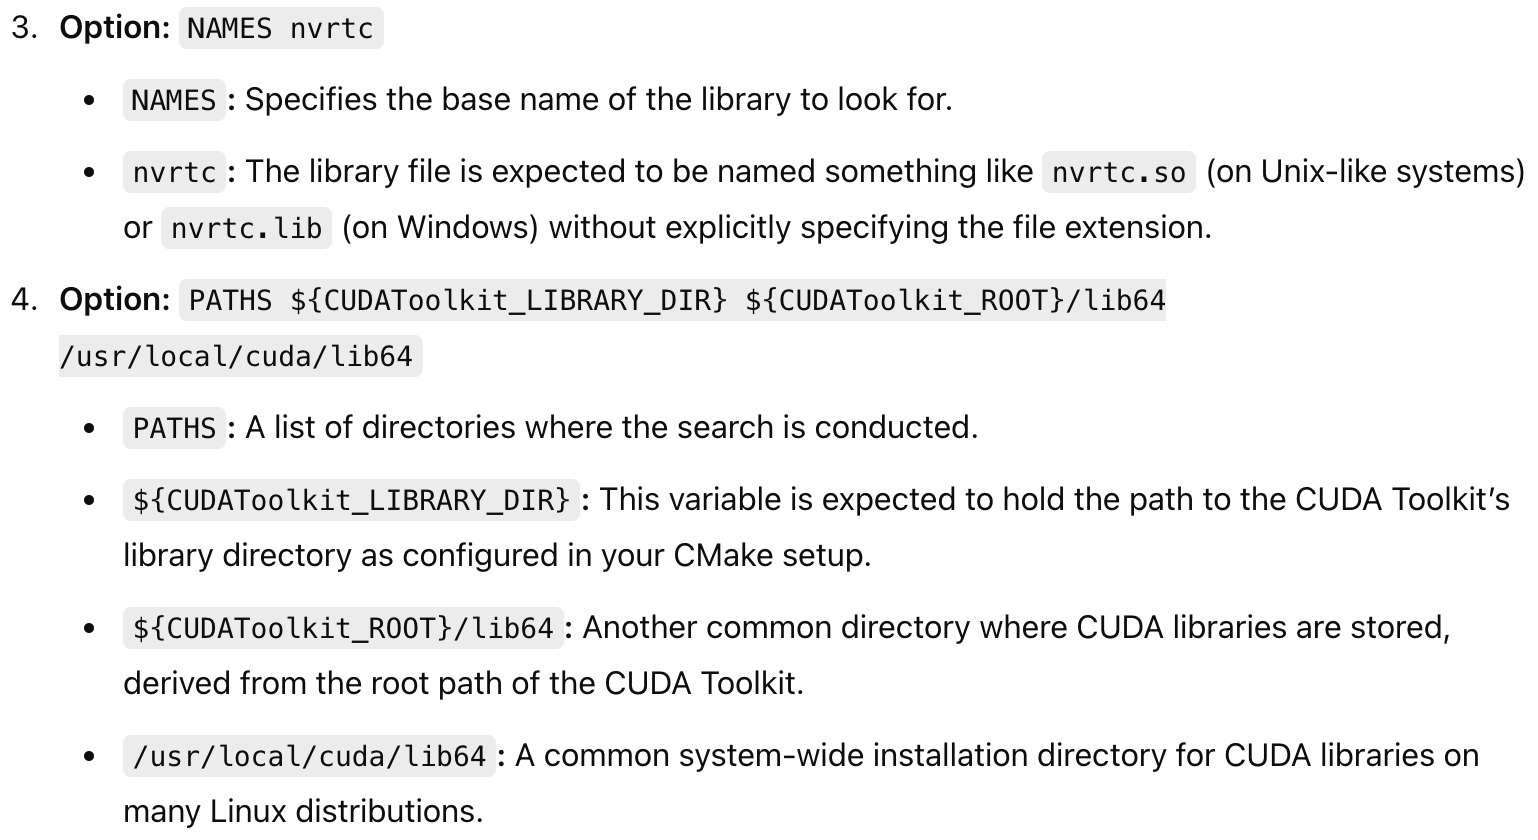 3. Option: NAMES nvrtc
• NAMES : Specifies the base name of the library to look for.
• nvrtc : The library file is expected to be named something like nvrtc.so (on Unix-like systems)
or nvrtc.lib (on Windows) without explicitly specifying the file extension.
4. Option: PATHS ${CUDAToolkit_LIBRARY_DIR} ${CUDAToolkit_ROOT}/lib64
/usr/local/cuda/lib64
• PATHS : A list of directories where the search is conducted.
• ${CUDAToolkit_LIBRARY_DIR} : This variable is expected to hold the path to the CUDA Toolkit’s
library directory as configured in your CMake setup.
• ${CUDAToolkit_ROOT}/lib64 : Another common directory where CUDA libraries are stored,
derived from the root path of the CUDA Toolkit.
• /usr/local/cuda/lib64 : A common system-wide installation directory for CUDA libraries on
many Linux distributions.